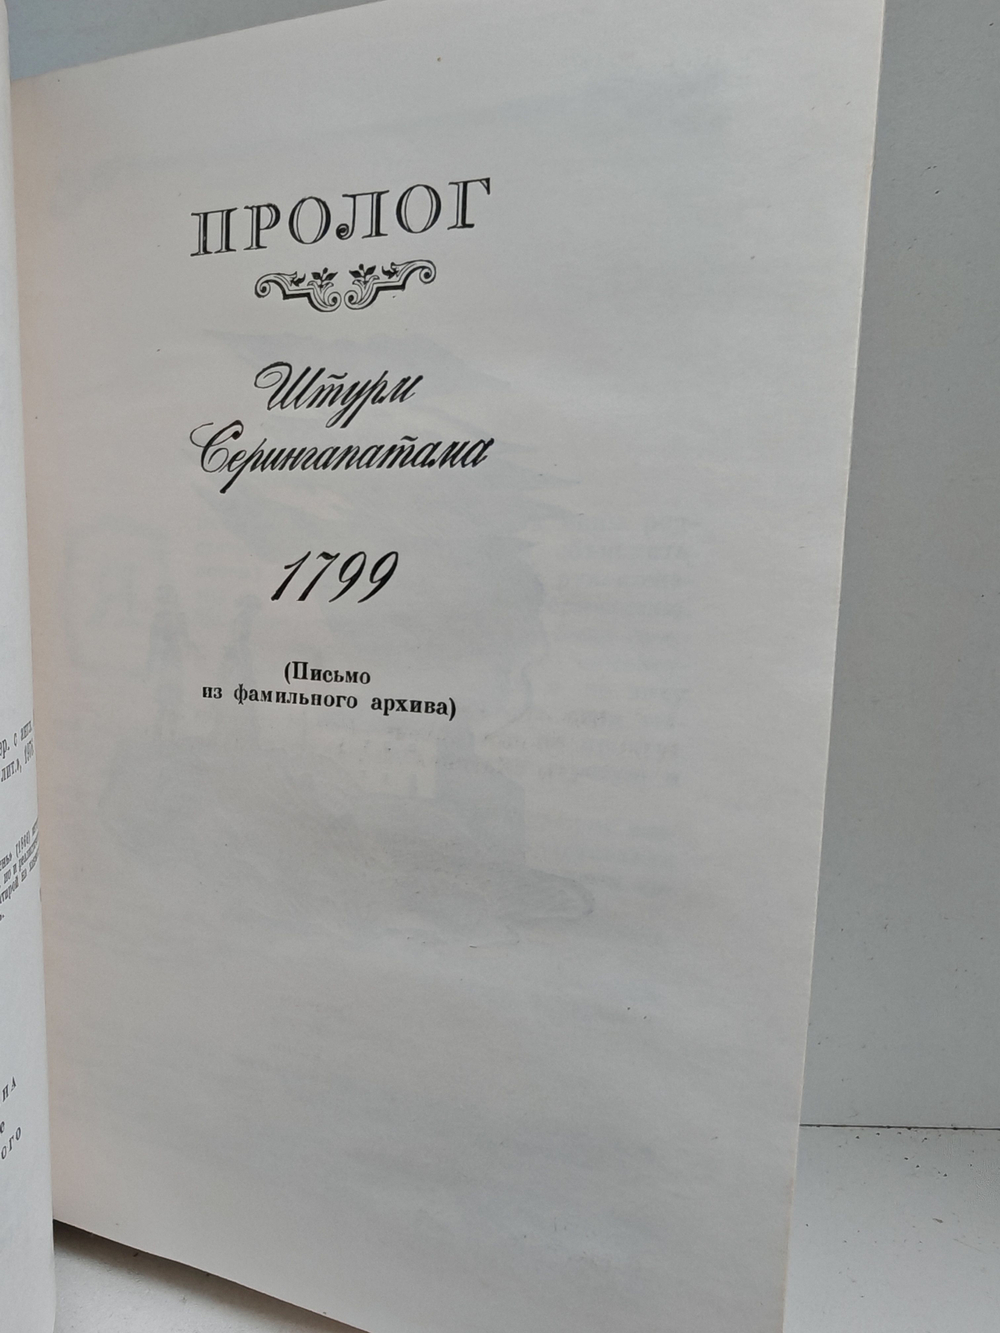 ПРОЛОГ
Штурм
Серингапатама
1799
(Письмо
из фамильного архива)